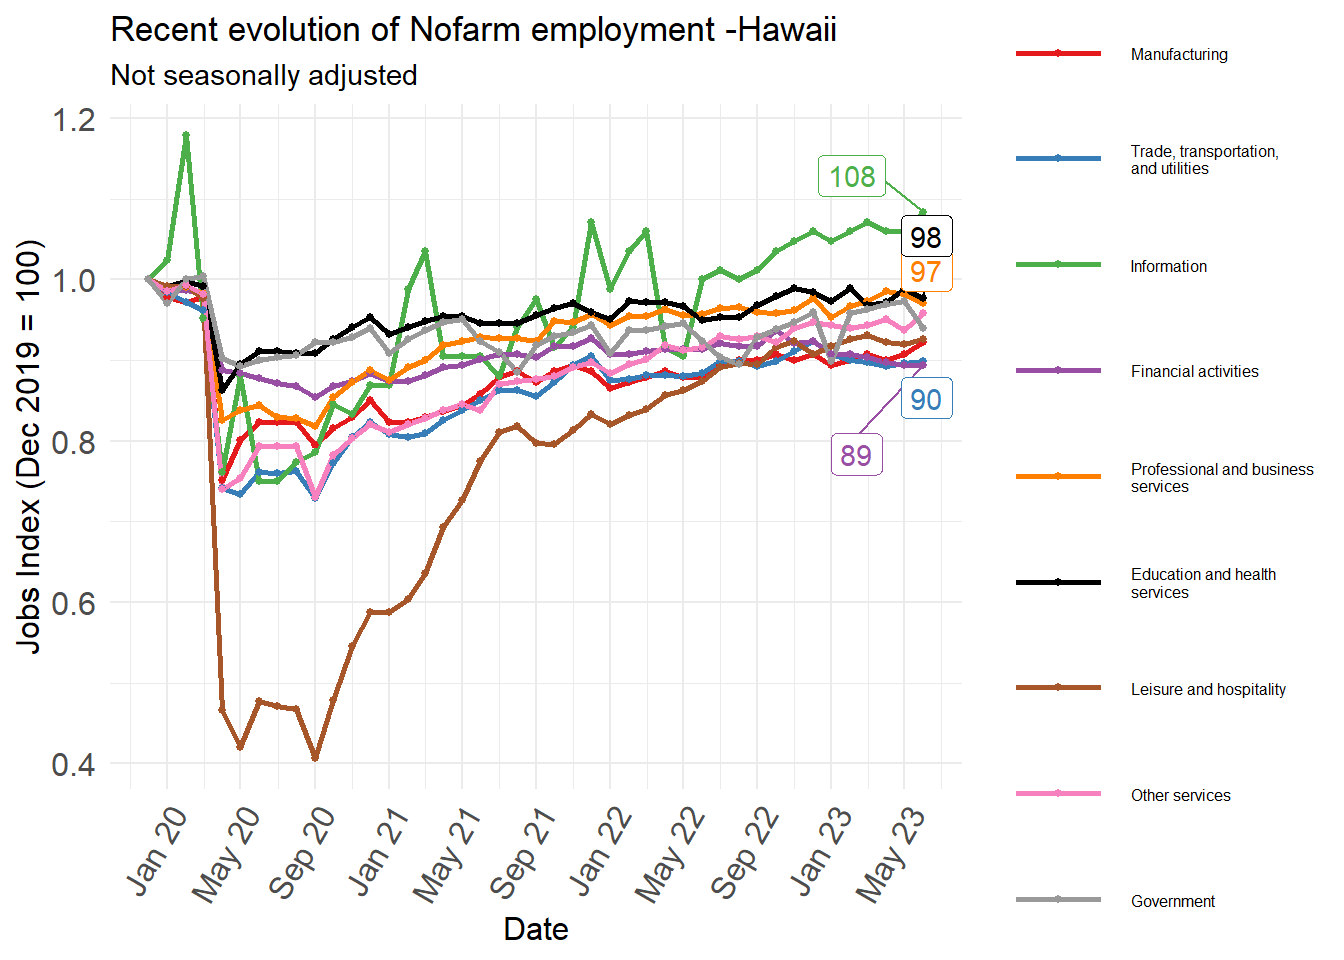 Recent evolution of Nofarm employment -Hawaii
Not seasonally adjusted
Jobs Index (Dec 2019 = 100)
1.2
1.0
0.8
0.6
0.4
108
98
97
90
89
Jan 20
May 20
Sep 20
Jan 21
May 21
Sep 21
Jan 22
May 22
Sep 22
Jan 23
May 23
Date
Manufacturing
Trade, transportation,
and utilities
Information
Financial activities
Professional and business
services
Education and health
services
Leisure and hospitality
Other services
Government